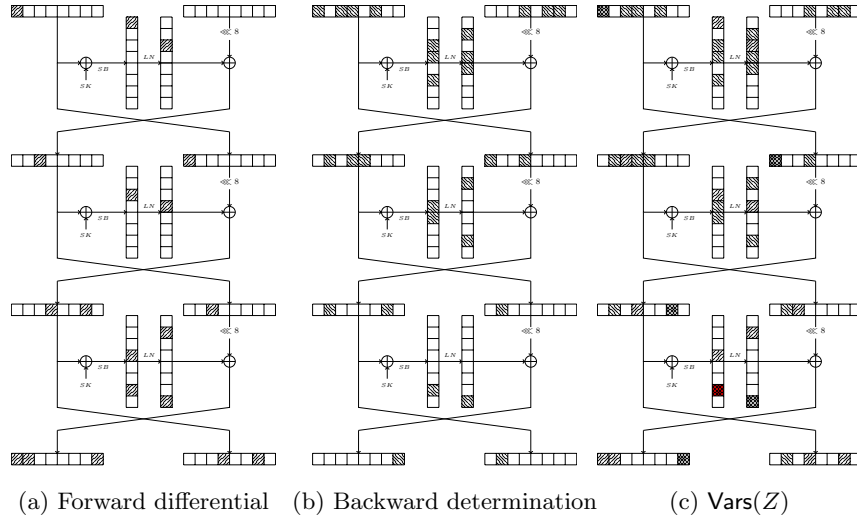 ⋘ 8 ⋘ 8 ⋘ 8
SB LN SB LN SB LN
SK SK SK
⋘ 8 ⋘ 8 ⋘ 8
SB LN SB LN SB LN
SK SK SK
⋘ 8 ⋘ 8 ⋘ 8
SB LN SB LN SB LN
SK SK SK
(a) Forward differential (b) Backward determination (c) Vars(Z)